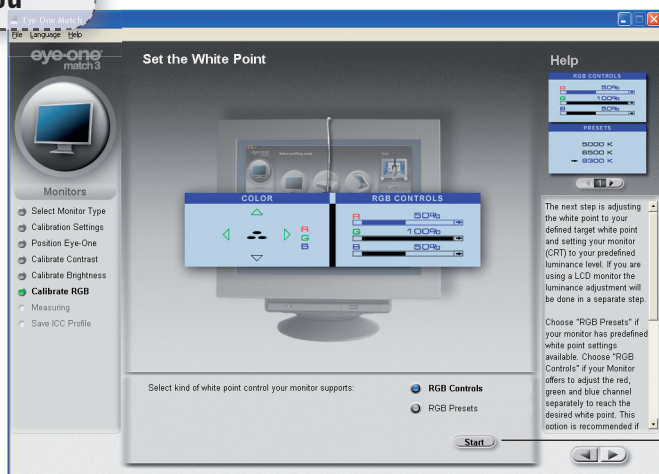 Eye-One Match
File Language Help
eye-one
match 3
Set the White Point
Help
RGB CONTROLS
R 50%
G 100%
B 50%
PRESETS
5000 K
6500 K
9300 K
1
COLOR
R
G
B
RGB CONTROLS
R 50%
G 100%
B 50%
Monitors
Select Monitor Type
Calibration Settings
Position Eye-One
Calibrate Contrast
Calibrate Brightness
Calibrate RGB
Measuring
Save ICC Profile
The next step is adjusting
the white point to your
defined target white point
and setting your monitor
(CRT) to your predefined
luminance level. If you are
using a LCD monitor the
luminance adjustment will
be done in a separate step.
Choose "RGB Presets" if
your monitor has predefined
white point settings
available. Choose "RGB
Controls" if your Monitor
offers to adjust the red,
green and blue channel
separately to reach the
desired white point. This
option is recommended if
Select kind of white point control your monitor supports:
RGB Controls
RGB Presets
Start